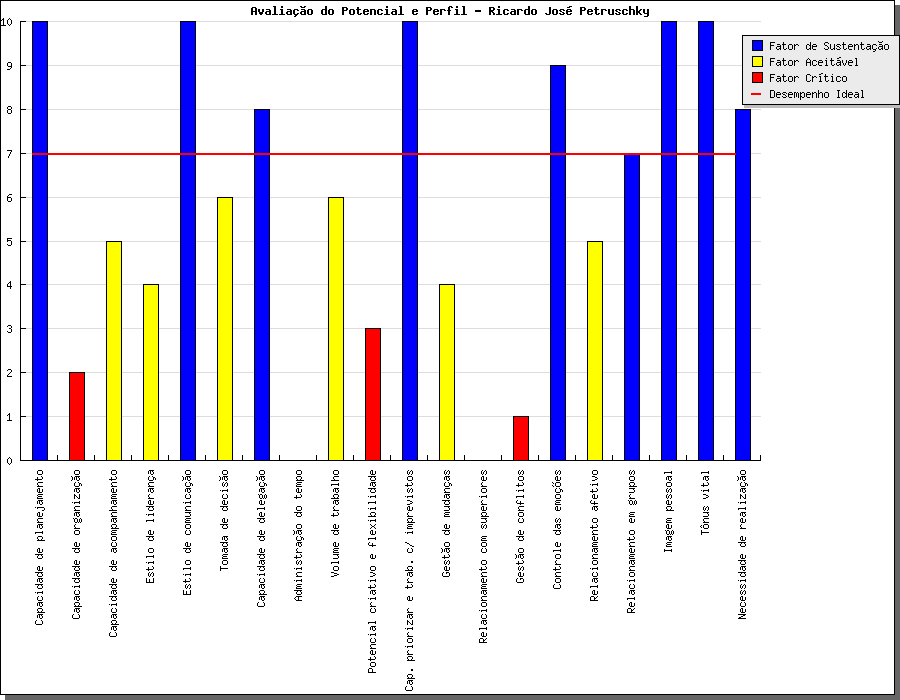 Avaliação do Potencial e Perfil - Ricardo José Petruschky
10
9
8
7
6
5
4
3
2
1
0
Fator de Sustentação
Fator Aceitável
Fator Crítico
Desempenho Ideal
Capacidade de planejamento
Capacidade de organização
Capacidade de acompanhamento
Estilo de liderança
Estilo de comunicação
Tomada de decisão
Capacidade de delegação
Administração do tempo
Volume de trabalho
Potencial criativo e flexibilidade
Cap. priorizar e trab. c/ imprevistos
Gestão de mudanças
Relacionamento com superiores
Gestão de conflitos
Controle das emoções
Relacionamento afetivo
Relacionamento em grupos
Imagem pessoal
Tônus vital
Necessidade de realização